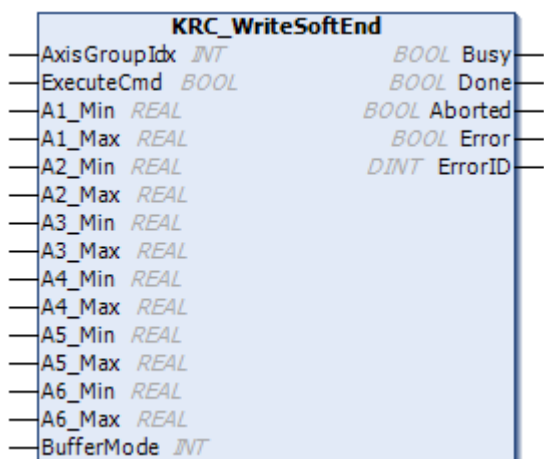 KRC_WriteSoftEnd
AxisGroupIdx INT BOOL Busy
ExecuteCmd BOOL BOOL Done
A1_Min REAL BOOL Aborted
A1_Max REAL BOOL Error
A2_Min REAL DINT ErrorID
A2_Max REAL
A3_Min REAL
A3_Max REAL
A4_Min REAL
A4_Max REAL
A5_Min REAL
A5_Max REAL
A6_Min REAL
A6_Max REAL
BufferMode INT